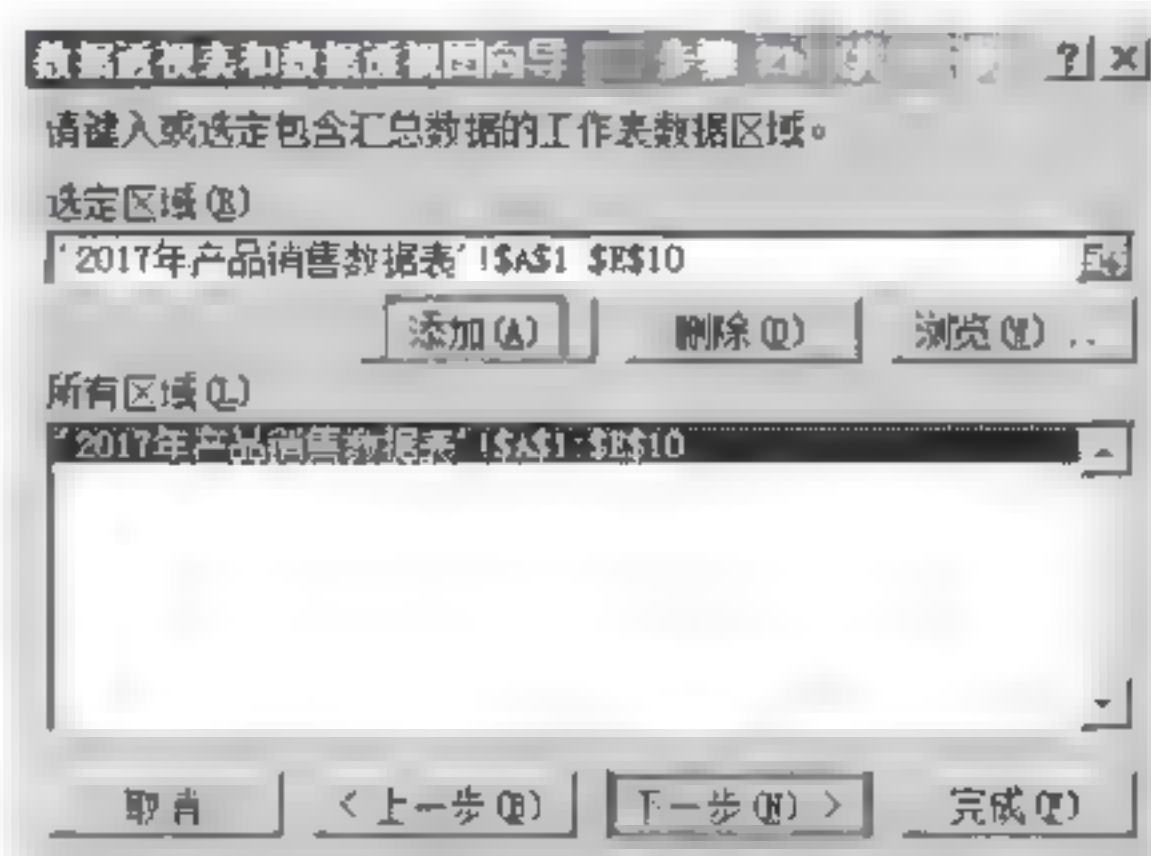 数据透视表和数据透视图向导 步骤 ? ×
请键入或选定包含汇总数据的工作表数据区域。
选定区域(R)
'2017年产品销售数据表'!$A$1 $E$10
添加(A) 删除(D) 浏览(W)..
所有区域(L)
'2017年产品销售数据表'!$A$1:$E$10
取消 < 上一步(B) 下一步(N) > 完成(F)